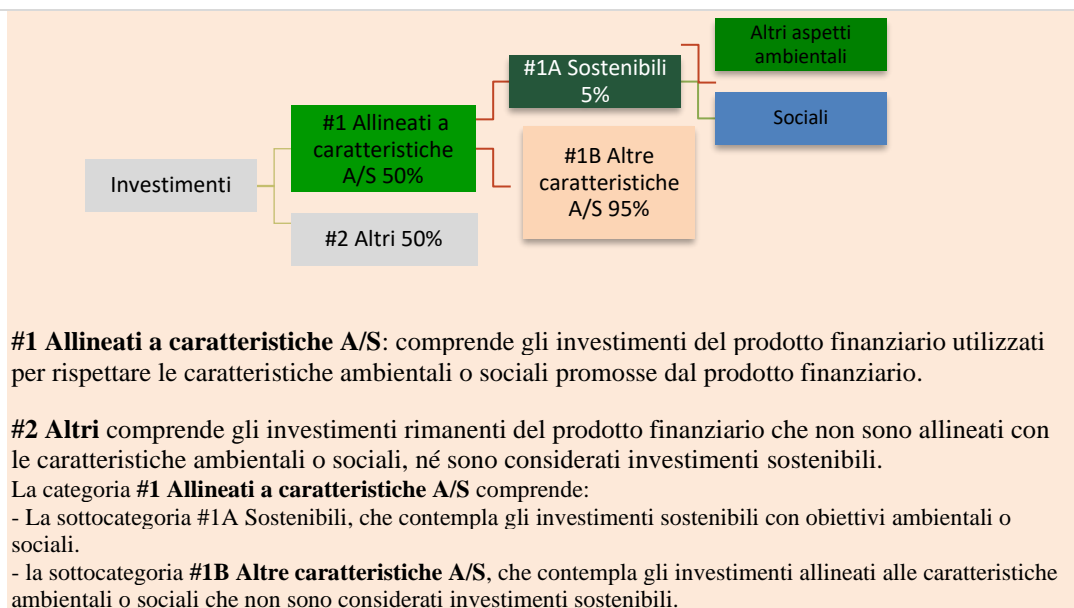 Altri aspetti
ambientali
#1A Sostenibili
5%
Sociali
#1 Allineati a
caratteristiche
A/S 50%
#1B Altre
caratteristiche
A/S 95%
Investimenti
#2 Altri 50%
#1 Allineati a caratteristiche A/S: comprende gli investimenti del prodotto finanziario utilizzati
per rispettare le caratteristiche ambientali o sociali promosse dal prodotto finanziario.
#2 Altri comprende gli investimenti rimanenti del prodotto finanziario che non sono allineati con
le caratteristiche ambientali o sociali, né sono considerati investimenti sostenibili.
La categoria #1 Allineati a caratteristiche A/S comprende:
- La sottocategoria #1A Sostenibili, che contempla gli investimenti sostenibili con obiettivi ambientali o
sociali.
- la sottocategoria #1B Altre caratteristiche A/S, che contempla gli investimenti allineati alle caratteristiche
ambientali o sociali che non sono considerati investimenti sostenibili.